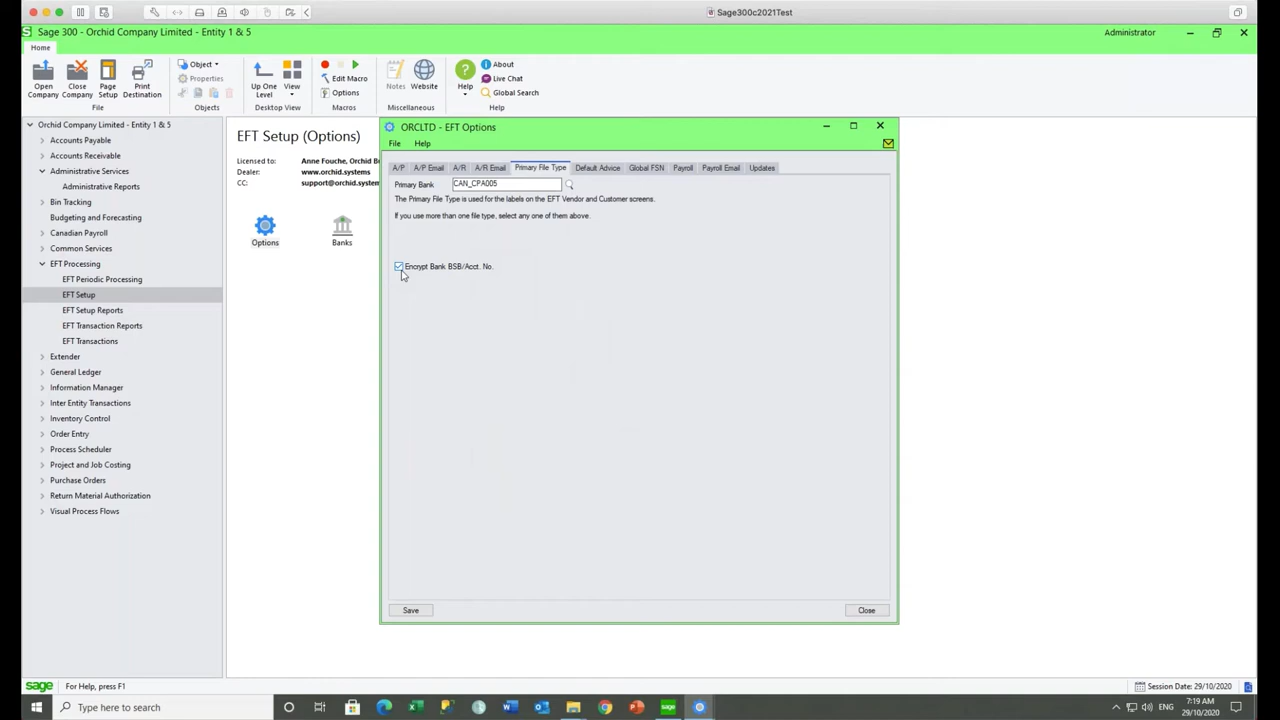 Sage300c2021Test
Sage 300 - Orchid Company Limited - Entity 1 & 5
Administrator
Home
Open Company
Close Company
Page Setup
Print Destination
File
Object
Properties
Objects
Up One Level
View
Desktop View
Edit Macro
Options
Macros
Notes
Website
Miscellaneous
Help
About
Live Chat
Global Search
Help
Orchid Company Limited - Entity 1 & 5
Accounts Payable
Accounts Receivable
Administrative Services
Administrative Reports
Bin Tracking
Budgeting and Forecasting
Canadian Payroll
Common Services
EFT Processing
EFT Periodic Processing
EFT Setup
EFT Setup Reports
EFT Transaction Reports
EFT Transactions
Extender
General Ledger
Information Manager
Inter Entity Transactions
Inventory Control
Order Entry
Process Scheduler
Project and Job Costing
Purchase Orders
Return Material Authorization
Visual Process Flows
EFT Setup (Options)
Licensed to: Anne Fouche, Orchid B
Dealer: www.orchid.systems
CC: support@orchid.system
Options
Banks
ORCLTD - EFT Options
File Help
A/P A/P Email A/R A/R Email Primary File Type Default Advice Global FSN Payroll Payroll Email Updates
Primary Bank CAN_CPA005
The Primary File Type is used for the labels on the EFT Vendor and Customer screens.
If you use more than one file type, select any one of them above.
Encrypt Bank BSB/Acct. No.
Save
Close
sage For Help, press F1
Session Date: 29/10/2020
Type here to search
sage
ENG
7:19 AM
29/10/2020